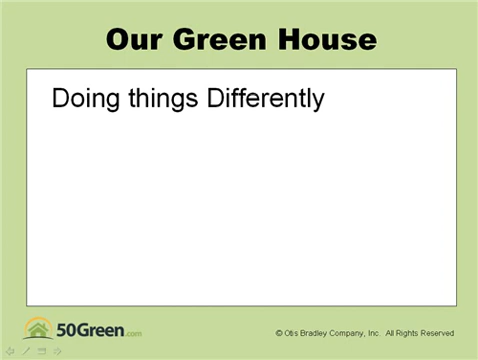 Our Green House
Doing things Differently
50Green.com
© Otis Bradley Company, Inc. All Rights Reserved